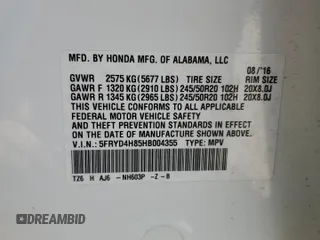 MFD. BY HONDA MFG. OF ALABAMA, LLC
08/'16
GVWR 2575 KG(5677 LBS) TIRE SIZE RIM SIZE
GAWR F 1320 KG(2910 LBS)245/50R20 102H 20X8.0J
GAWR R 1345 KG(2965 LBS)245/50R20 102H 20X8.0J
THIS VEHICLE CONFORMS TO ALL APPLICABLE
FEDERAL MOTOR VEHICLE SAFETY AND
THEFT PREVENTION STANDARDS IN EFFECT ON
THE DATE OF MANUFACTURE SHOWN ABOVE.
V.I.N.: 5FRYD4H85HB004355 TYPE: MPV
TZ6 H AJ6 -NH603P -Z-B
DREAMBID